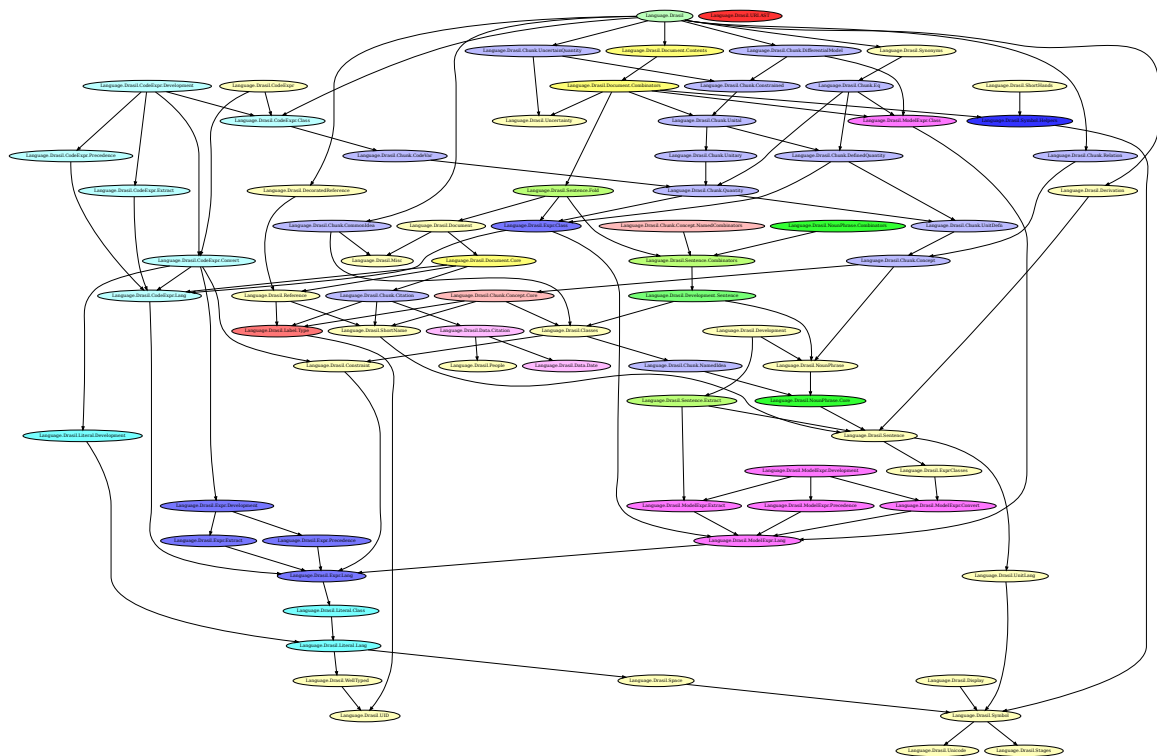 Language.Drasil
Language.Drasil.URI.AST
Language.Drasil.Chunk.UncertainQuantity
Language.Drasil.Document.Contents
Language.Drasil.Chunk.DifferentialModel
Language.Drasil.Synonyms
Language.Drasil.CodeExpr.Development
Language.Drasil.CodeExpr
Language.Drasil.Document.Combinators
Language.Drasil.Chunk.Constrained
Language.Drasil.Chunk.Eq
Language.Drasil.ShortHands
Language.Drasil.CodeExpr.Class
Language.Drasil.Uncertainty
Language.Drasil.Chunk.Unital
Language.Drasil.ModelExpr.Class
Language.Drasil.Symbol.Helpers
Language.Drasil.CodeExpr.Precedence
Language.Drasil.Chunk.CodeVar
Language.Drasil.Chunk.Unitary
Language.Drasil.Chunk.DefinedQuantity
Language.Drasil.Chunk.Relation
Language.Drasil.CodeExpr.Extract
Language.Drasil.DecoratedReference
Language.Drasil.Sentence.Fold
Language.Drasil.Chunk.Quantity
Language.Drasil.Derivation
Language.Drasil.Chunk.CommonIdea
Language.Drasil.Document
Language.Drasil.Expr.Class
Language.Drasil.Chunk.Concept.NamedCombinators
Language.Drasil.NounPhrase.Combinators
Language.Drasil.Chunk.UnitDefn
Language.Drasil.CodeExpr.Convert
Language.Drasil.Misc
Language.Drasil.Document.Core
Language.Drasil.Sentence.Combinators
Language.Drasil.Chunk.Concept
Language.Drasil.CodeExpr.Lang
Language.Drasil.Reference
Language.Drasil.Chunk.Citation
Language.Drasil.Chunk.Concept.Core
Language.Drasil.Development.Sentence
Language.Drasil.Label.Type
Language.Drasil.ShortName
Language.Drasil.Data.Citation
Language.Drasil.Classes
Language.Drasil.Development
Language.Drasil.Constraint
Language.Drasil.People
Language.Drasil.Data.Date
Language.Drasil.Chunk.NamedIdea
Language.Drasil.NounPhrase
Language.Drasil.Sentence.Extract
Language.Drasil.NounPhrase.Core
Language.Drasil.Literal.Development
Language.Drasil.Sentence
Language.Drasil.ModelExpr.Development
Language.Drasil.ExprClasses
Language.Drasil.Expr.Development
Language.Drasil.ModelExpr.Extract
Language.Drasil.ModelExpr.Precedence
Language.Drasil.ModelExpr.Convert
Language.Drasil.Expr.Extract
Language.Drasil.Expr.Precedence
Language.Drasil.ModelExpr.Lang
Language.Drasil.Expr.Lang
Language.Drasil.UnitLang
Language.Drasil.Literal.Class
Language.Drasil.Literal.Lang
Language.Drasil.WellTyped
Language.Drasil.Space
Language.Drasil.Display
Language.Drasil.UID
Language.Drasil.Symbol
Language.Drasil.Unicode
Language.Drasil.Stages